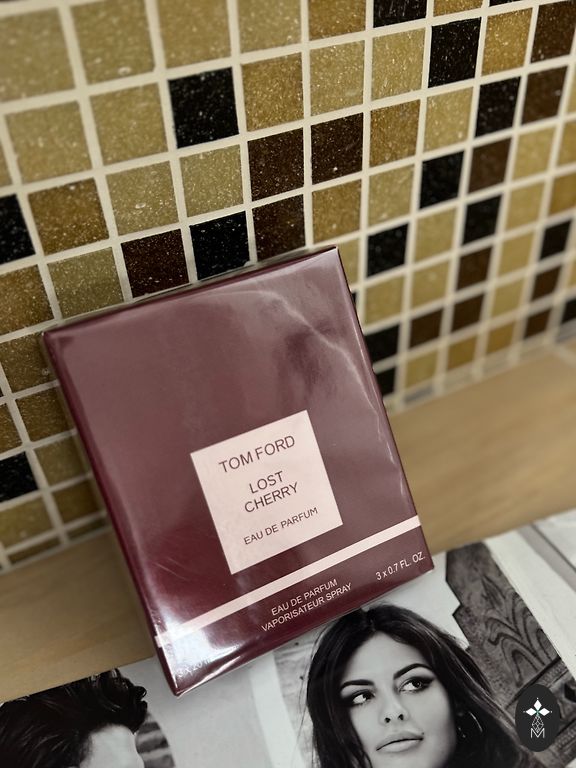 TOM FORD
LOST
CHERRY
EAU DE PARFUM
EAU DE PARFUM
VAPORISATEUR SPRAY
3 x 0.7 FL. OZ.
M